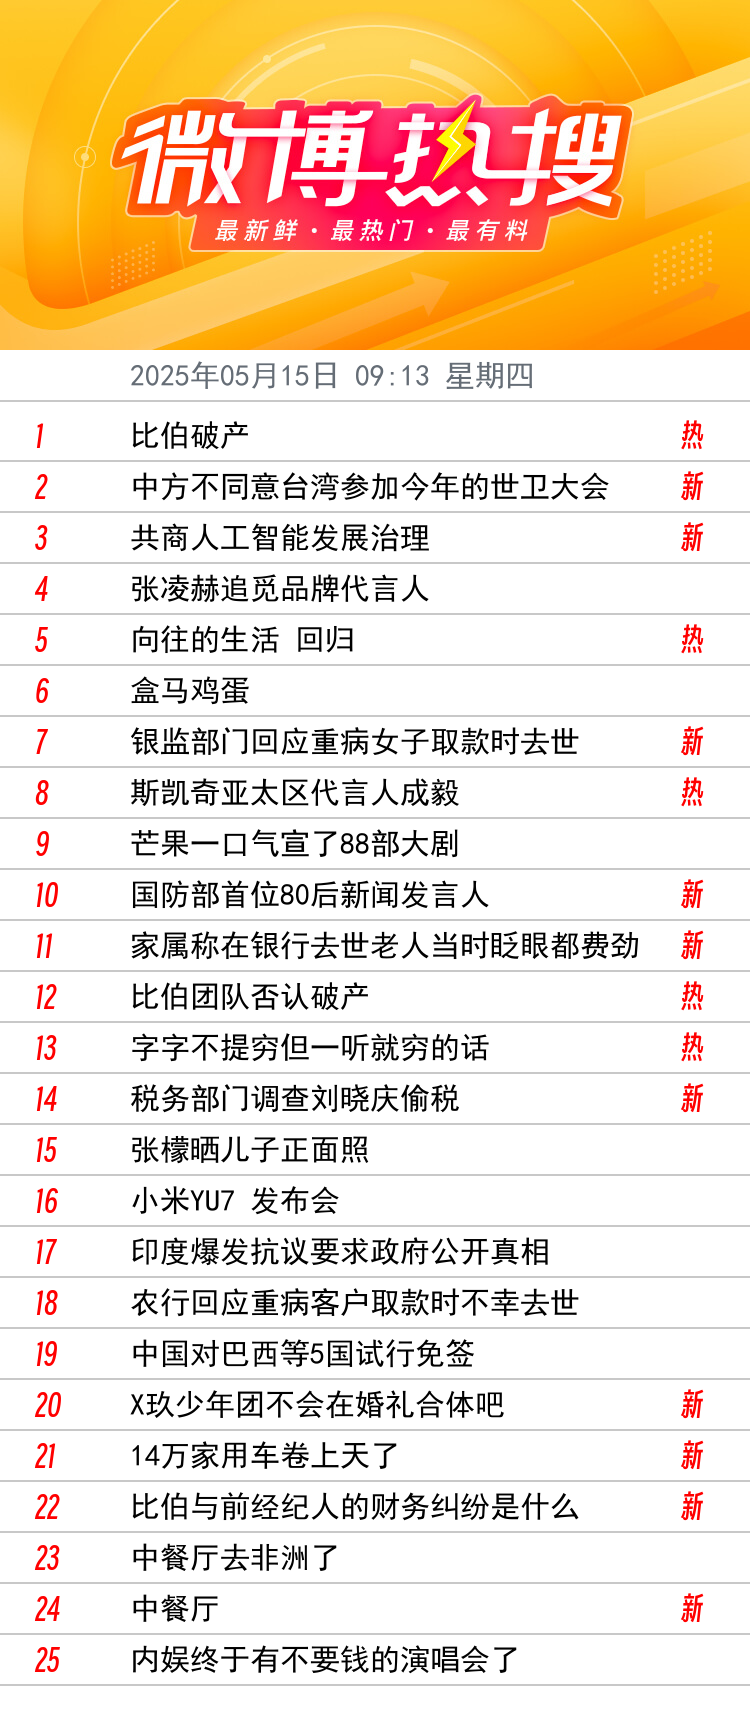 微博热搜
最新鲜·最热门·最有料
2025年05月15日 09:13 星期四
1 比伯破产 热
2 中方不同意台湾参加今年的世卫大会 新
3 共商人工智能发展治理 新
4 张凌赫追觅品牌代言人
5 向往的生活 回归 热
6 盒马鸡蛋
7 银监部门回应重病女子取款时去世 新
8 斯凯奇亚太区代言人成毅 热
9 芒果一口气宣了88部大剧
10 国防部首位80后新闻发言人 新
11 家属称在银行去世老人当时眨眼都费劲 新
12 比伯团队否认破产 热
13 字字不提穷但一听就穷的话 热
14 税务部门调查刘晓庆偷税 新
15 张檬晒儿子正面照
16 小米YU7 发布会
17 印度爆发抗议要求政府公开真相
18 农行回应重病客户取款时不幸去世
19 中国对巴西等5国试行免签
20 X玖少年团不会在婚礼合体吧 新
21 14万家用车卷上天了 新
22 比伯与前经纪人的财务纠纷是什么 新
23 中餐厅去非洲了
24 中餐厅 新
25 内娱终于有不要钱的演唱会了